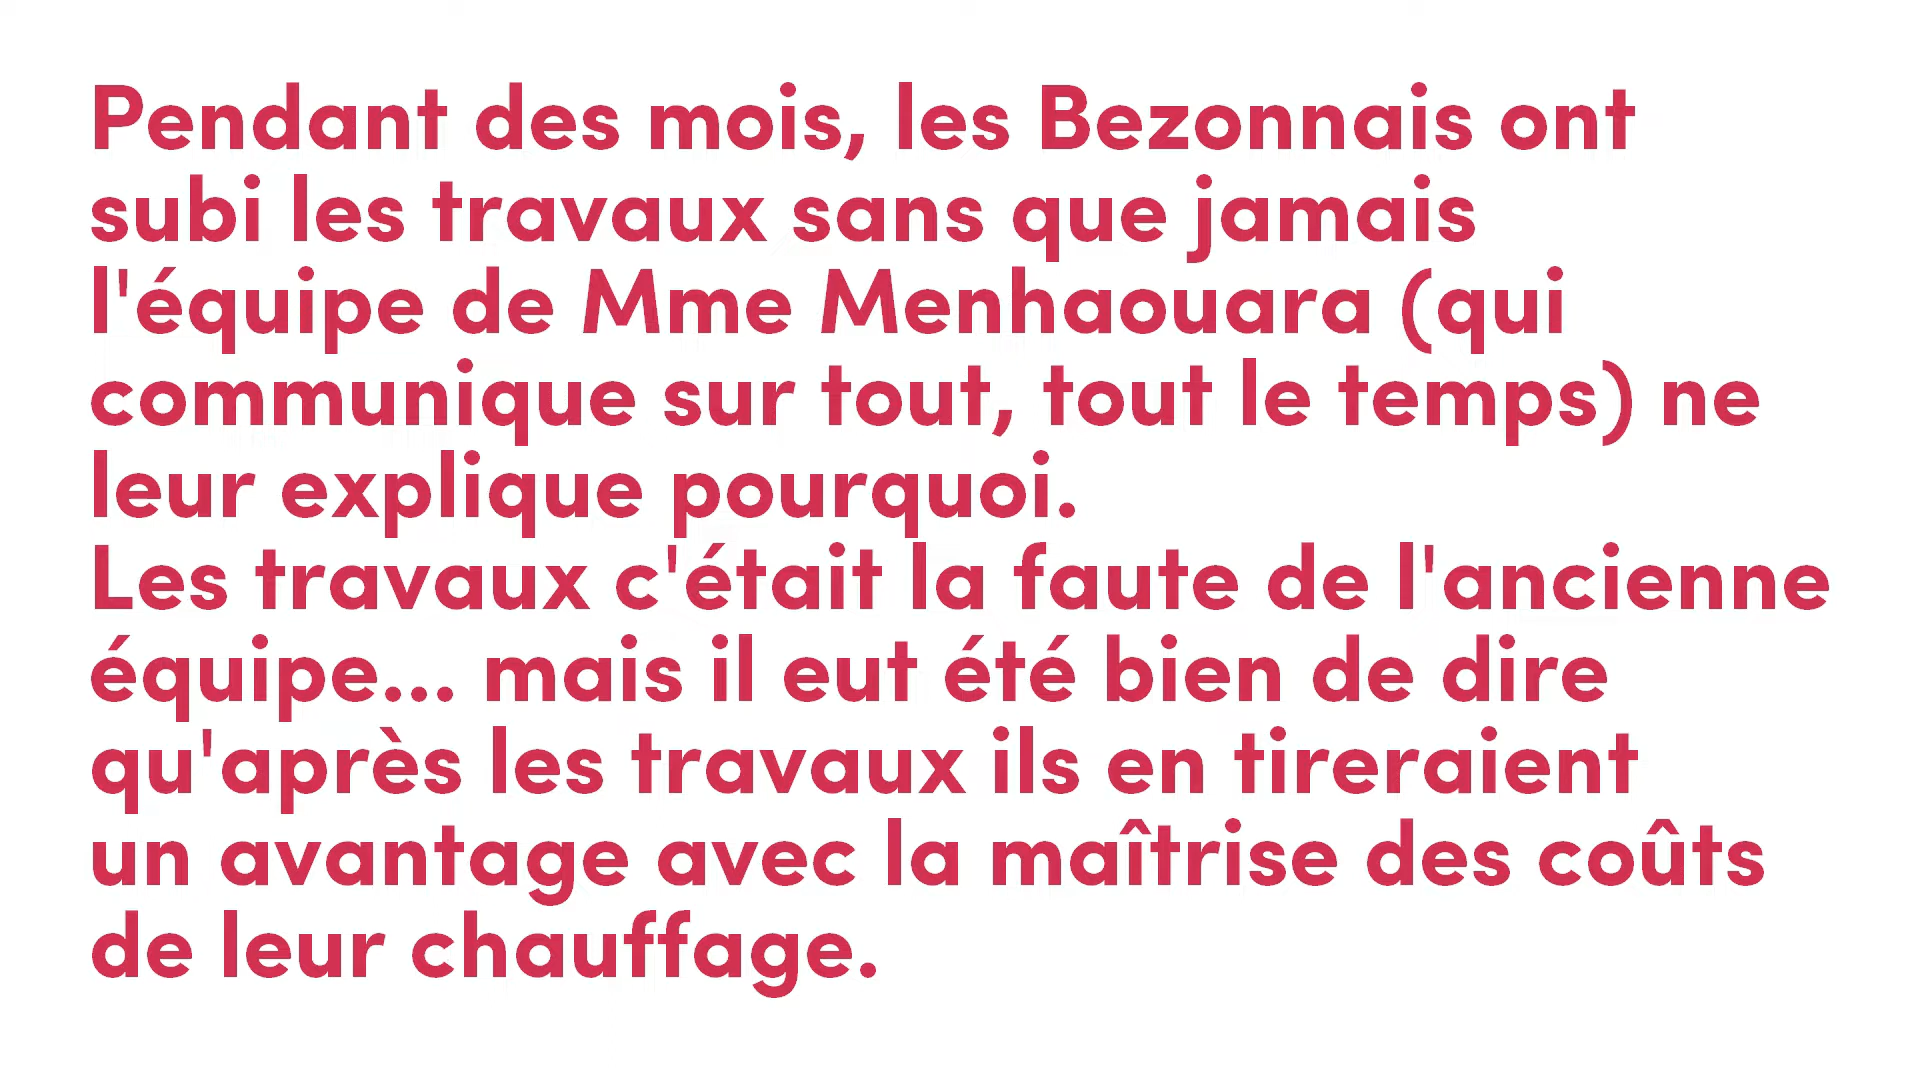 Pendant des mois, les Bezonnais ont
subi les travaux sans que jamais
l'équipe de Mme Menhaouara (qui
communique sur tout, tout le temps) ne
leur explique pourquoi.
Les travaux c'était la faute de l'ancienne
équipe... mais il eut été bien de dire
qu'après les travaux ils en tireraient
un avantage avec la maîtrise des coûts
de leur chauffage.